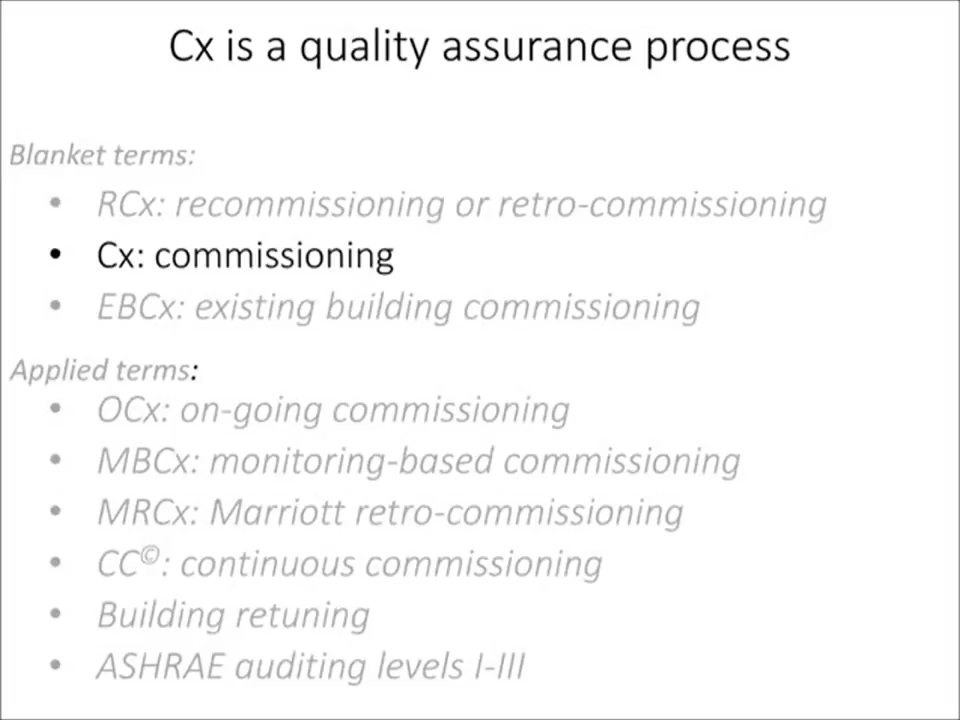 Cx is a quality assurance process
Blanket terms:
• RCx: recommissioning or retro-commissioning
• Cx: commissioning
• EBCx: existing building commissioning
Applied terms:
• OCx: on-going commissioning
• MBCx: monitoring-based commissioning
• MRCx: Marriott retro-commissioning
• CC©: continuous commissioning
• Building retuning
• ASHRAE auditing levels I-III